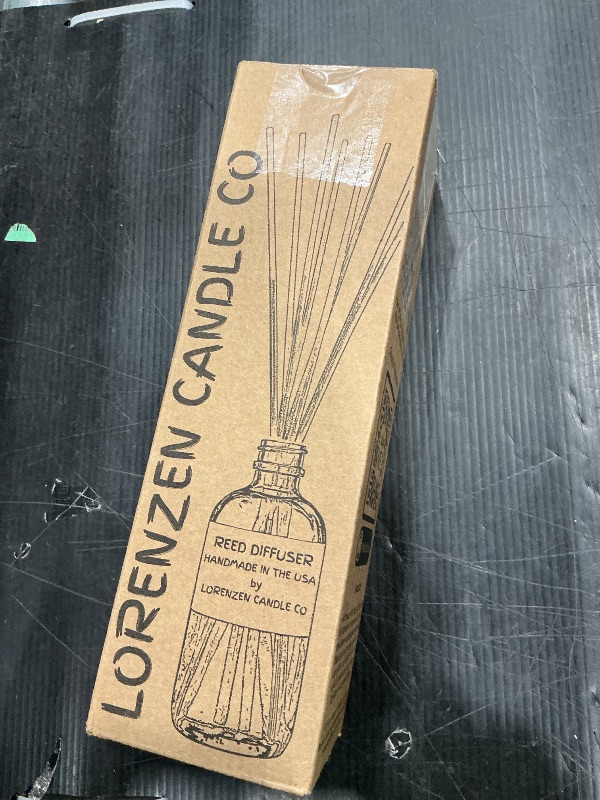 LORENZEN CANDLE CO
REED DIFFUSER
HANDMADE IN THE USA
by
LORENZEN CANDLE CO